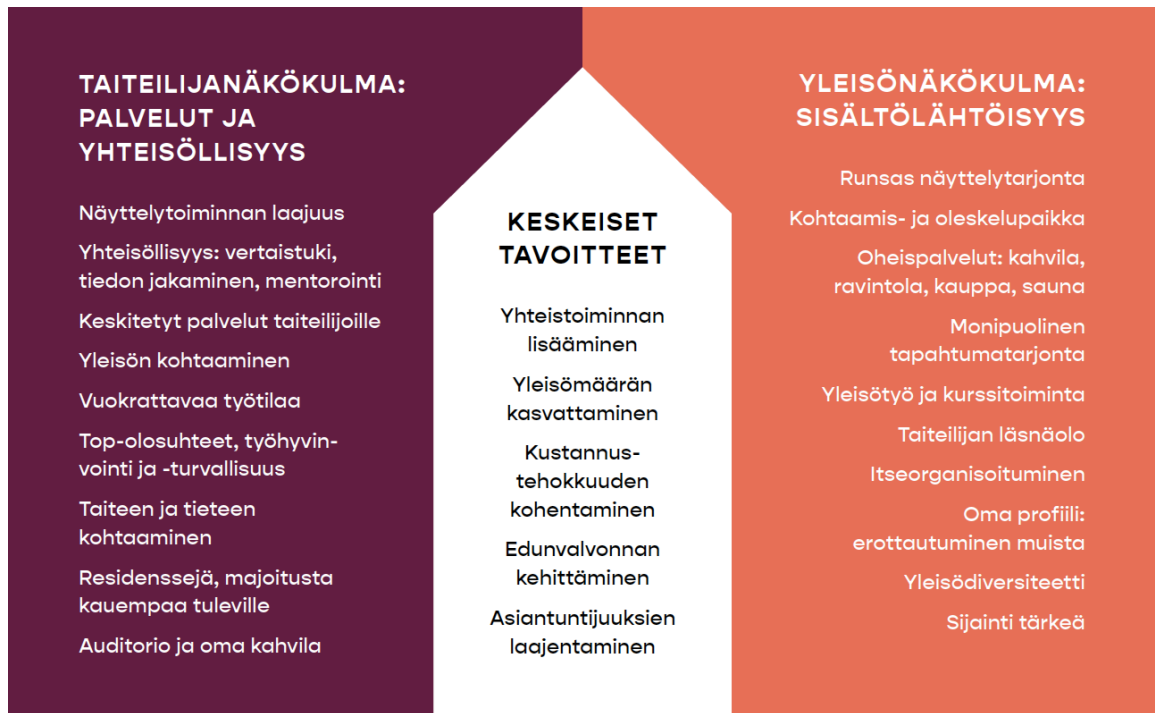 TAITEILIJANÄKÖKULMA:
PALVELUT JA
YHTEISÖLLISYYS
Näyttelytoiminnan laajuus
Yhteisöllisyys: vertaistuki,
tiedon jakaminen, mentorointi
Keskitetyt palvelut taiteilijoille
Yleisön kohtaaminen
Vuokrattavaa työtilaa
Top-olosuhteet, työhyvin-
vointi ja -turvallisuus
Taiteen ja tieteen
kohtaaminen
Residenssejä, majoitusta
kauempaa tuleville
Auditorio ja oma kahvila
KESKEISET
TAVOITTEET
Yhteistoiminnan
lisääminen
Yleisömäärän
kasvattaminen
Kustannus-
tehokkuuden
kohentaminen
Edunvalvonnan
kehittäminen
Asiantuntijuuksien
laajentaminen
YLEISÖNÄKÖKULMA:
SISÄLTÖLÄHTÖISYYS
Runsas näyttelytarjonta
Kohtaamis- ja oleskelupaikka
Oheispalvelut: kahvila,
ravintola, kauppa, sauna
Monipuolinen
tapahtumatarjonta
Yleisötyö ja kurssitoiminta
Taiteilijan läsnäolo
Itseorganisoituminen
Oma profiili:
erottautuminen muista
Yleisödiversiteetti
Sijainti tärkeä